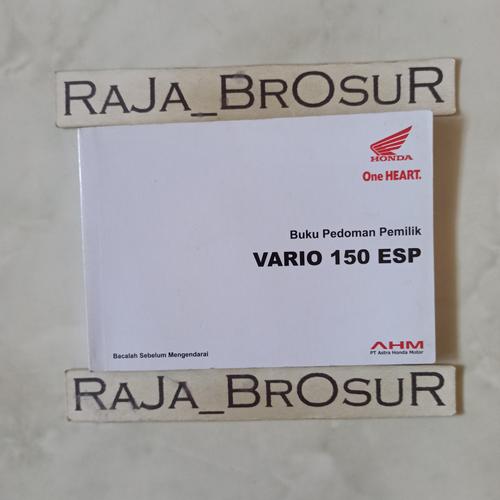 RAJA_BROSUR
HONDA
One HEART.
Buku Pedoman Pemilik
VARIO 150 ESP
Bacalah Sebelum Mengendarai
AHM
PT Astra Honda Motor
RAJA_BROSUR